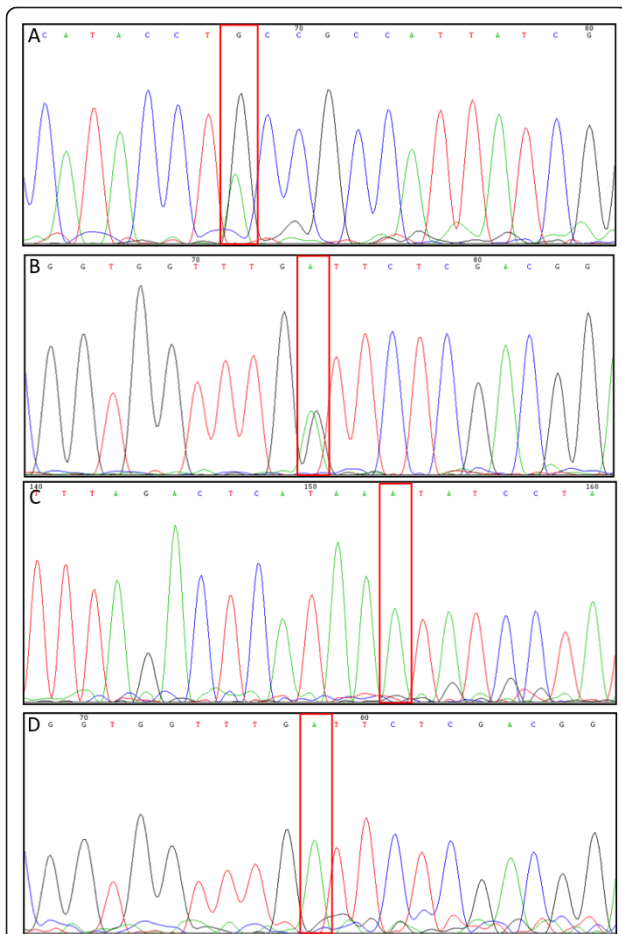 A
70 80
C A T A C C T G C C G C C A T T A T C G
B
70 80
G G T G G T T T G A T T C T C G A C G G
C
140 150 160
T T T A G A C T C A T A A A T A T C C T A
D
70 80
G G T G G T T T G A T T C T C G A C G G